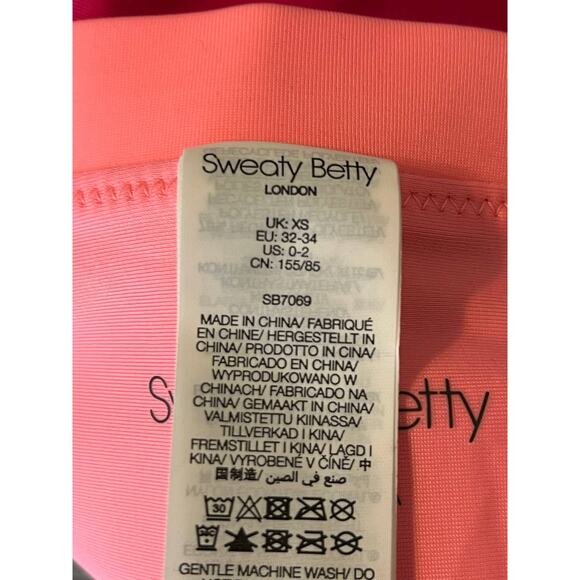 Sweaty Betty
LONDON
UK: XS
EU: 32-34
US: 0-2
CN: 155/85
SB7069
MADE IN CHINA/ FABRIQUÉ
EN CHINE/ HERGESTELLT IN
CHINA/ PRODOTTO IN CINA/
FABRICADO EN CHINA/
WYPRODUKOWANO W
CHINACH/ FABRICADO NA
CHINA/ GEMAAKT IN CHINA/
VALMISTETTU KIINASSA/
TILLVERKAD I KINA/
FREMSTILLET I KINA/ LAGD I
KINA/ VYROBENÉ V ČÍNĚ/ 中
国制造/ صنع في الصين/
30
GENTLE MACHINE WASH/ DO
Sw
Betty